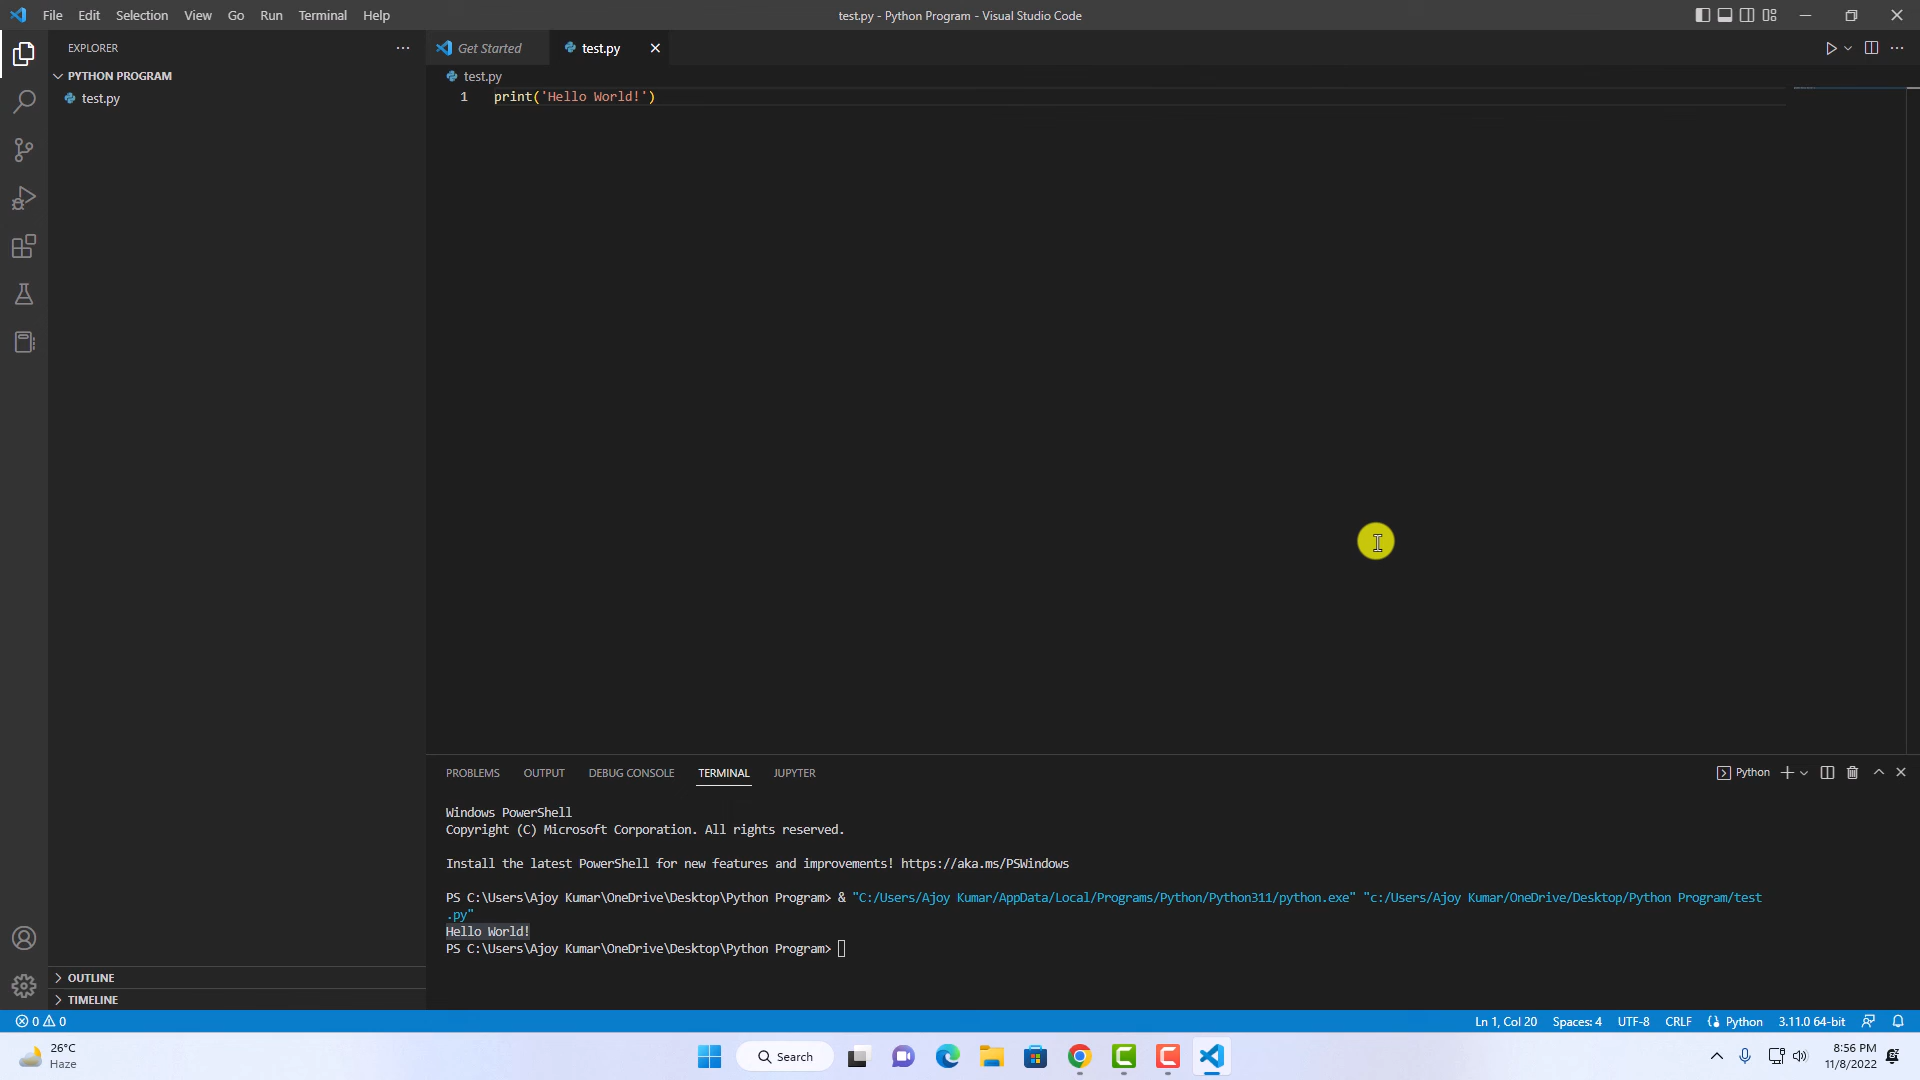 File Edit Selection View Go Run Terminal Help
test.py - Python Program - Visual Studio Code
EXPLORER
PYTHON PROGRAM
test.py
OUTLINE
TIMELINE
Get Started
test.py
test.py
1 print('Hello World!')
PROBLEMS OUTPUT DEBUG CONSOLE TERMINAL JUPYTER
Python
Windows PowerShell
Copyright (C) Microsoft Corporation. All rights reserved.
Install the latest PowerShell for new features and improvements! https://aka.ms/PSWindows
PS C:\Users\Ajoy Kumar\OneDrive\Desktop\Python Program> & "C:/Users/Ajoy Kumar/AppData/Local/Programs/Python/Python311/python.exe" "c:/Users/Ajoy Kumar/OneDrive/Desktop/Python Program/test
.py"
Hello World!
PS C:\Users\Ajoy Kumar\OneDrive\Desktop\Python Program>
0 0
Ln 1, Col 20 Spaces: 4 UTF-8 CRLF Python 3.11.0 64-bit
26°C
Haze
Search
8:56 PM
11/8/2022